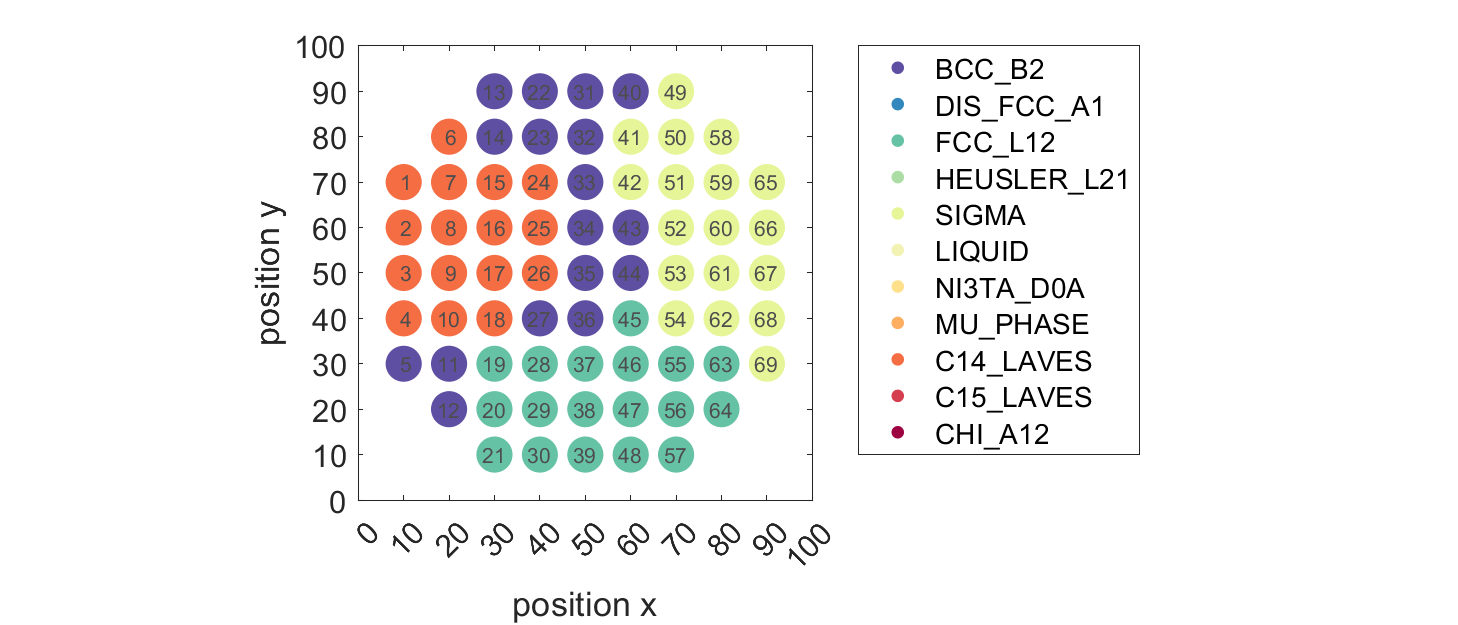 100
90
80
70
60
50
40
30
20
10
0
position y
13 22 31 40 49
6 14 23 32 41 50 58
1 7 15 24 33 42 51 59 65
2 8 16 25 34 43 52 60 66
3 9 17 26 35 44 53 61 67
4 10 18 27 36 45 54 62 68
5 11 19 28 37 46 55 63 69
12 20 29 38 47 56 64
21 30 39 48 57
0 10 20 30 40 50 60 70 80 90 100
position x
BCC_B2
DIS_FCC_A1
FCC_L12
HEUSLER_L21
SIGMA
LIQUID
NI3TA_D0A
MU_PHASE
C14_LAVES
C15_LAVES
CHI_A12